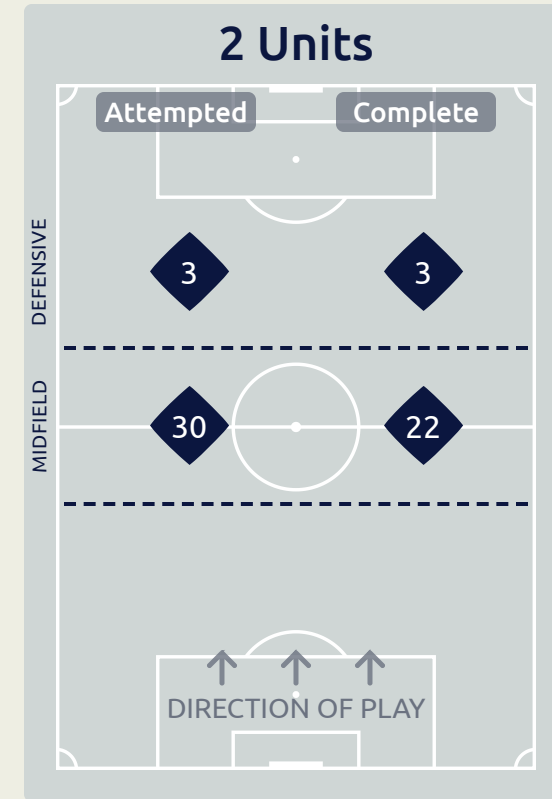 2 Units
Attempted Complete
DEFENSIVE
3 3
MIDFIELD
30 22
DIRECTION OF PLAY